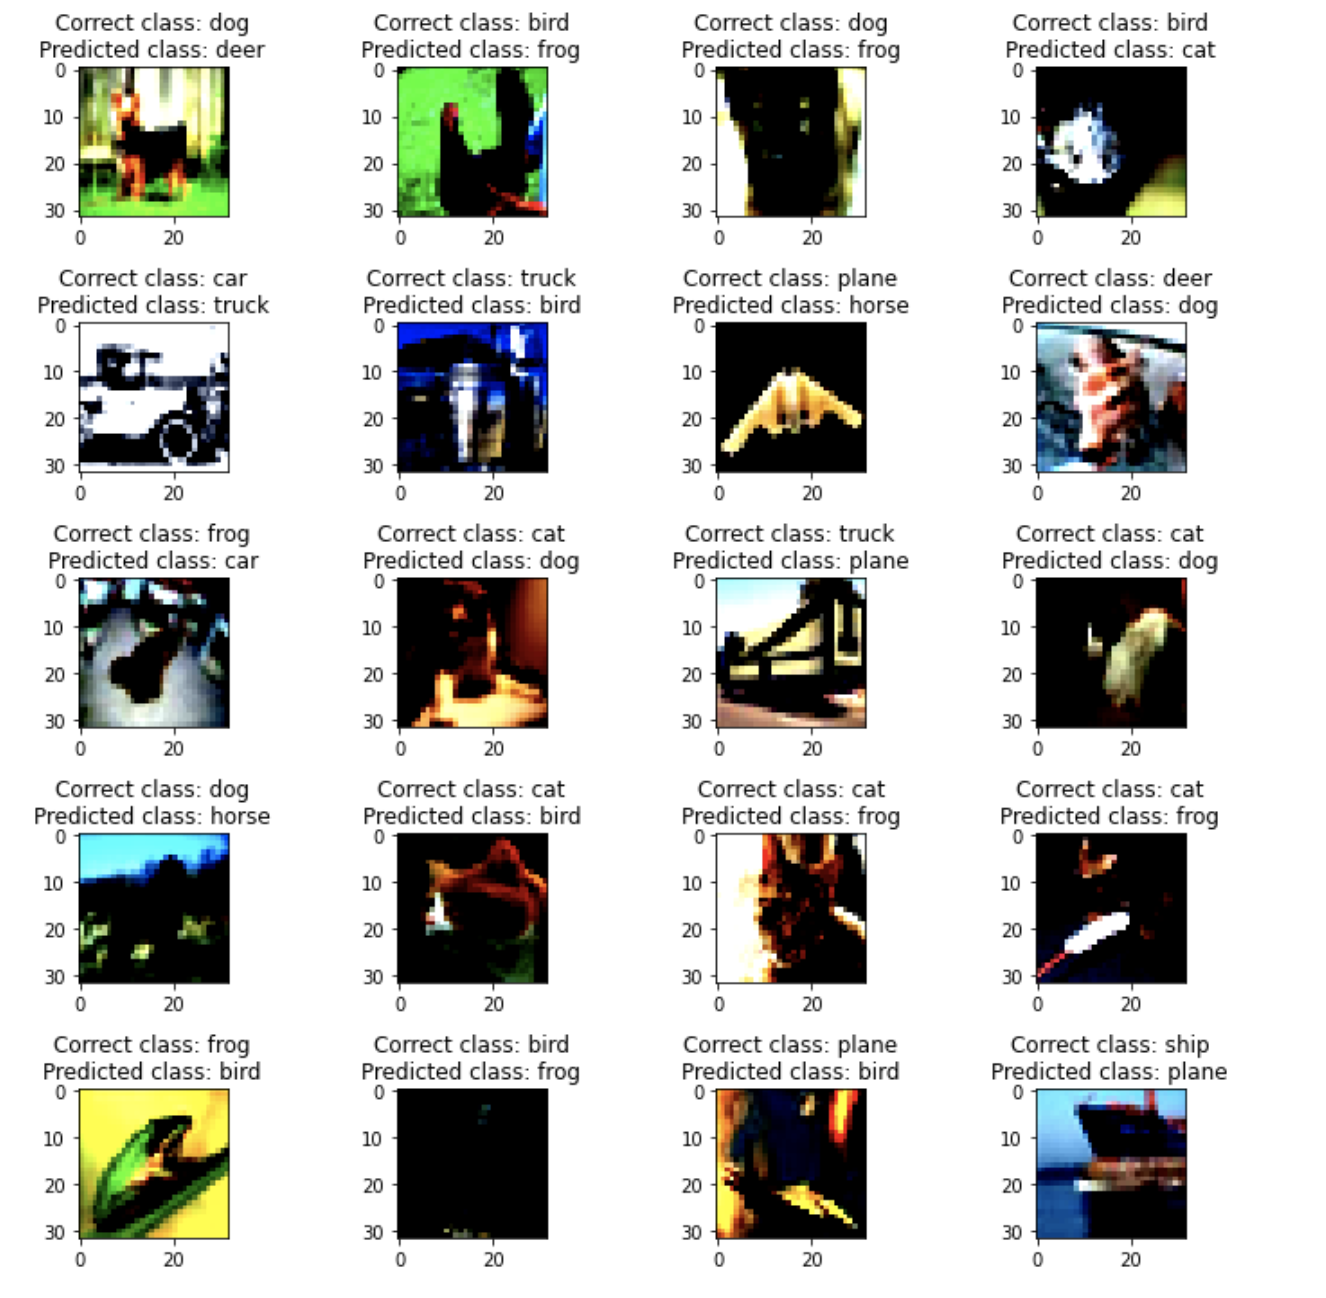 Correct class: dog
Predicted class: deer
0
10
20
30
0 20
Correct class: bird
Predicted class: frog
0
10
20
30
0 20
Correct class: dog
Predicted class: frog
0
10
20
30
0 20
Correct class: bird
Predicted class: cat
0
10
20
30
0 20
Correct class: car
Predicted class: truck
0
10
20
30
0 20
Correct class: truck
Predicted class: bird
0
10
20
30
0 20
Correct class: plane
Predicted class: horse
0
10
20
30
0 20
Correct class: deer
Predicted class: dog
0
10
20
30
0 20
Correct class: frog
Predicted class: car
0
10
20
30
0 20
Correct class: cat
Predicted class: dog
0
10
20
30
0 20
Correct class: truck
Predicted class: plane
0
10
20
30
0 20
Correct class: cat
Predicted class: dog
0
10
20
30
0 20
Correct class: dog
Predicted class: horse
0
10
20
30
0 20
Correct class: cat
Predicted class: bird
0
10
20
30
0 20
Correct class: cat
Predicted class: frog
0
10
20
30
0 20
Correct class: cat
Predicted class: frog
0
10
20
30
0 20
Correct class: frog
Predicted class: bird
0
10
20
30
0 20
Correct class: bird
Predicted class: frog
0
10
20
30
0 20
Correct class: plane
Predicted class: bird
0
10
20
30
0 20
Correct class: ship
Predicted class: plane
0
10
20
30
0 20